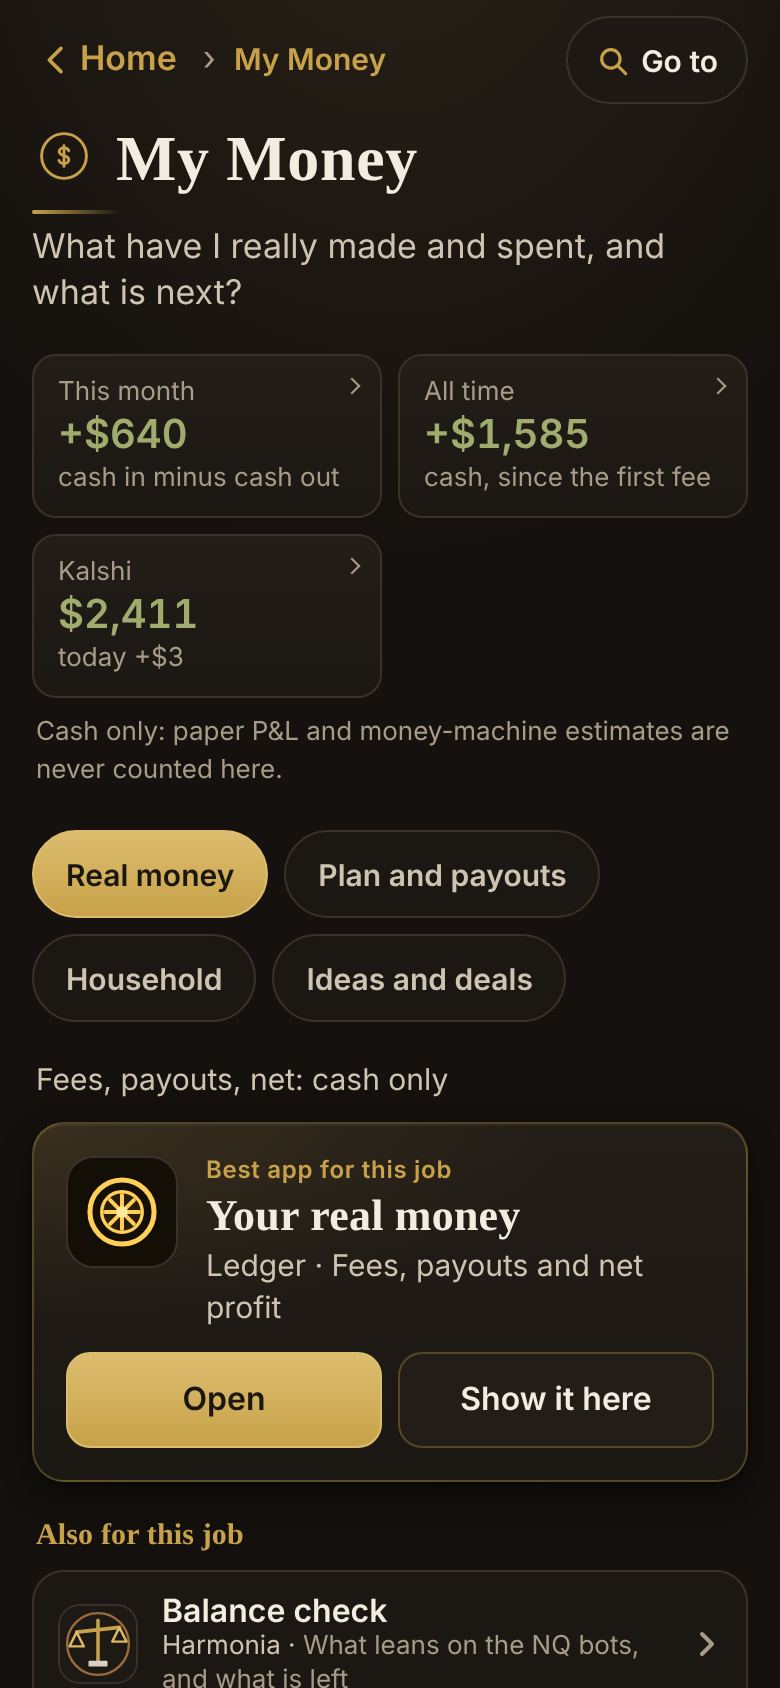 Home › My Money
Go to
My Money
What have I really made and spent, and
what is next?
This month
+$640
cash in minus cash out
All time
+$1,585
cash, since the first fee
Kalshi
$2,411
today +$3
Cash only: paper P&L and money-machine estimates are
never counted here.
Real money
Plan and payouts
Household
Ideas and deals
Fees, payouts, net: cash only
Best app for this job
Your real money
Ledger · Fees, payouts and net
profit
Open
Show it here
Also for this job
Balance check
Harmonia · What leans on the NQ bots,
and what is left